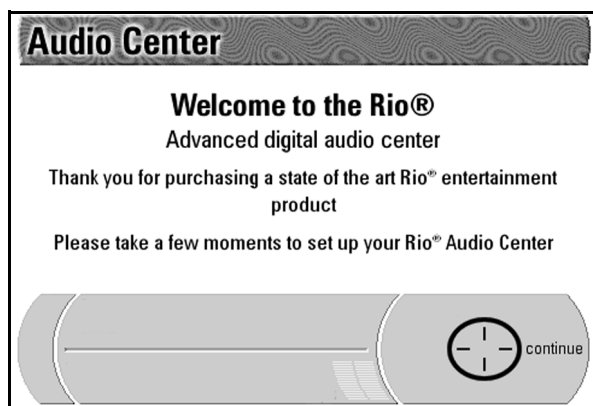 Audio Center
Welcome to the Rio®
Advanced digital audio center
Thank you for purchasing a state of the art Rio® entertainment
product
Please take a few moments to set up your Rio® Audio Center
continue